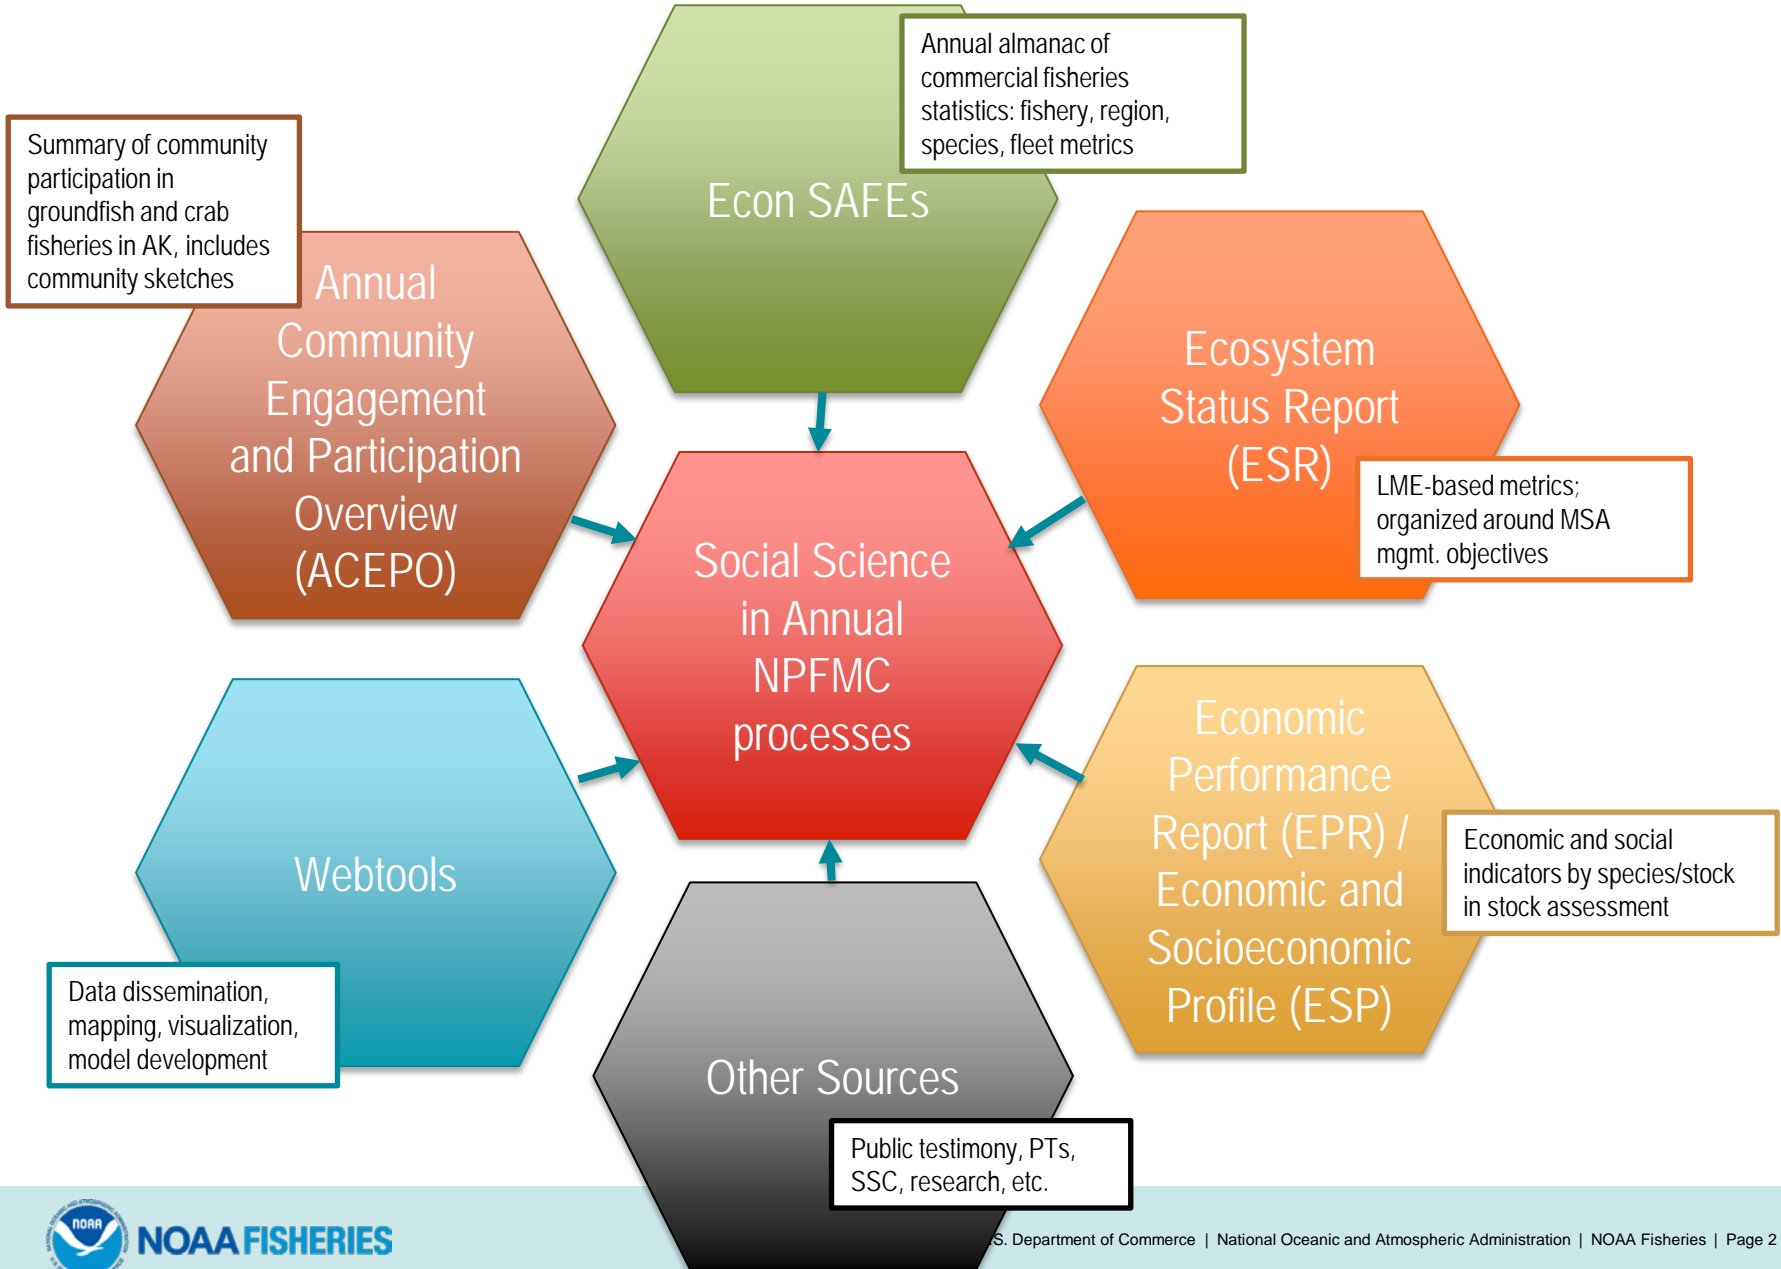 Annual almanac of
commercial fisheries
statistics: fishery, region,
species, fleet metrics
Econ SAFEs
Summary of community
participation in
groundfish and crab
fisheries in AK, includes
community sketches
Annual
Community
Engagement
and Participation
Overview
(ACEPO)
Ecosystem
Status Report
(ESR)
LME-based metrics;
organized around MSA
mgmt. objectives
Social Science
in Annual
NPFMC
processes
Economic
Performance
Report (EPR) /
Economic and
Socioeconomic
Profile (ESP)
Economic and social
indicators by species/stock
in stock assessment
Webtools
Data dissemination,
mapping, visualization,
model development
Other Sources
Public testimony, PTs,
SSC, research, etc.
NOAA
NOAA FISHERIES
.S. Department of Commerce | National Oceanic and Atmospheric Administration | NOAA Fisheries | Page 2